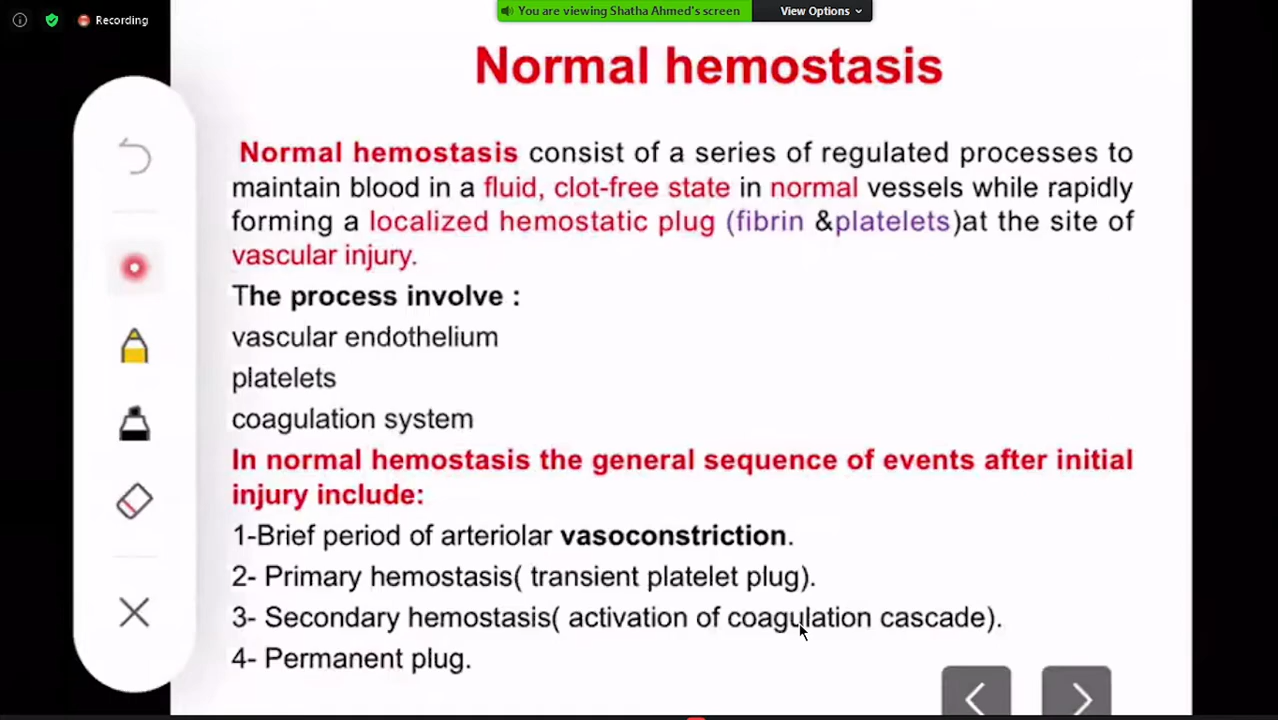 Recording
You are viewing Shatha Ahmed's screen
View Options
Normal hemostasis
Normal hemostasis consist of a series of regulated processes to
maintain blood in a fluid, clot-free state in normal vessels while rapidly
forming a localized hemostatic plug (fibrin &platelets)at the site of
vascular injury.
The process involve :
vascular endothelium
platelets
coagulation system
In normal hemostasis the general sequence of events after initial
injury include:
1-Brief period of arteriolar vasoconstriction.
2- Primary hemostasis( transient platelet plug).
3- Secondary hemostasis( activation of coagulation cascade).
4- Permanent plug.